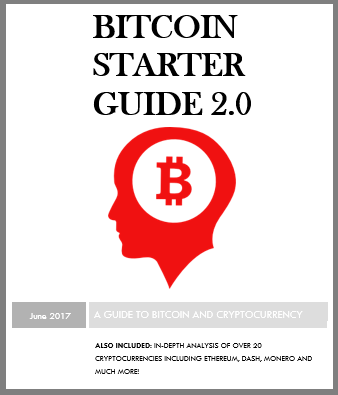 BITCOIN
STARTER
GUIDE 2.0
June 2017
A GUIDE TO BITCOIN AND CRYPTOCURRENCY
ALSO INCLUDED: IN-DEPTH ANALYSIS OF OVER 20
CRYPTOCURRENCIES INCLUDING ETHEREUM, DASH, MONERO AND
MUCH MORE!